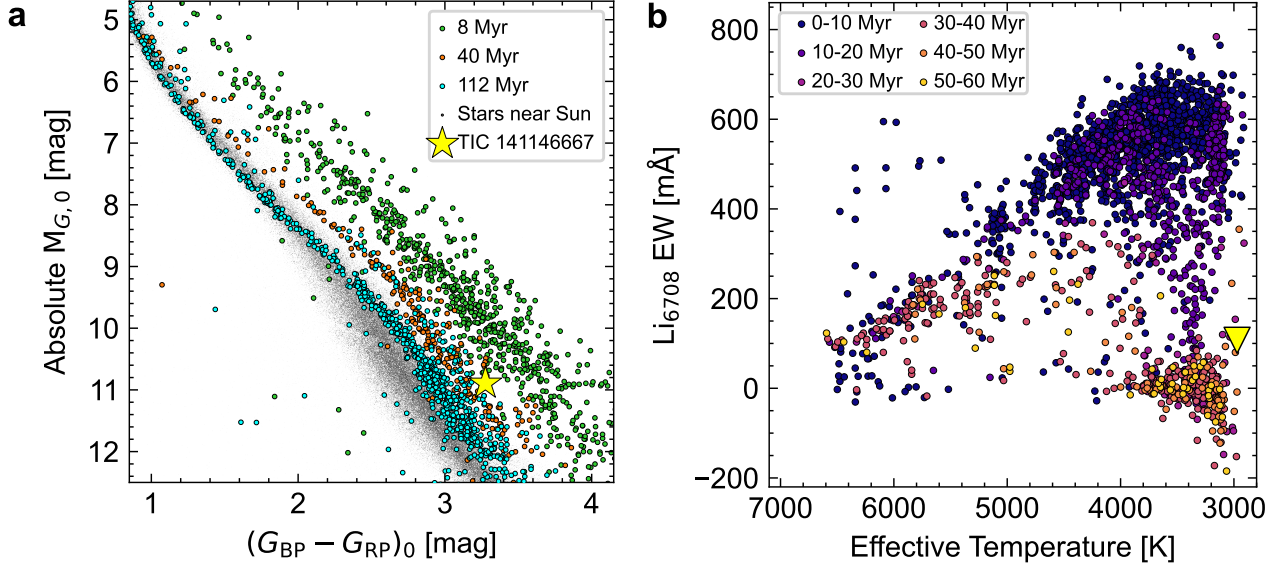 a
5
6
7
8
9
10
11
12
Absolute M_G, 0 [mag]
8 Myr
40 Myr
112 Myr
Stars near Sun
TIC 141146667
1
2
3
4
(G_BP − G_RP)_0 [mag]
b
800
600
400
200
0
−200
Li_6708 EW [mÅ]
0-10 Myr
10-20 Myr
20-30 Myr
30-40 Myr
40-50 Myr
50-60 Myr
7000
6000
5000
4000
3000
Effective Temperature [K]